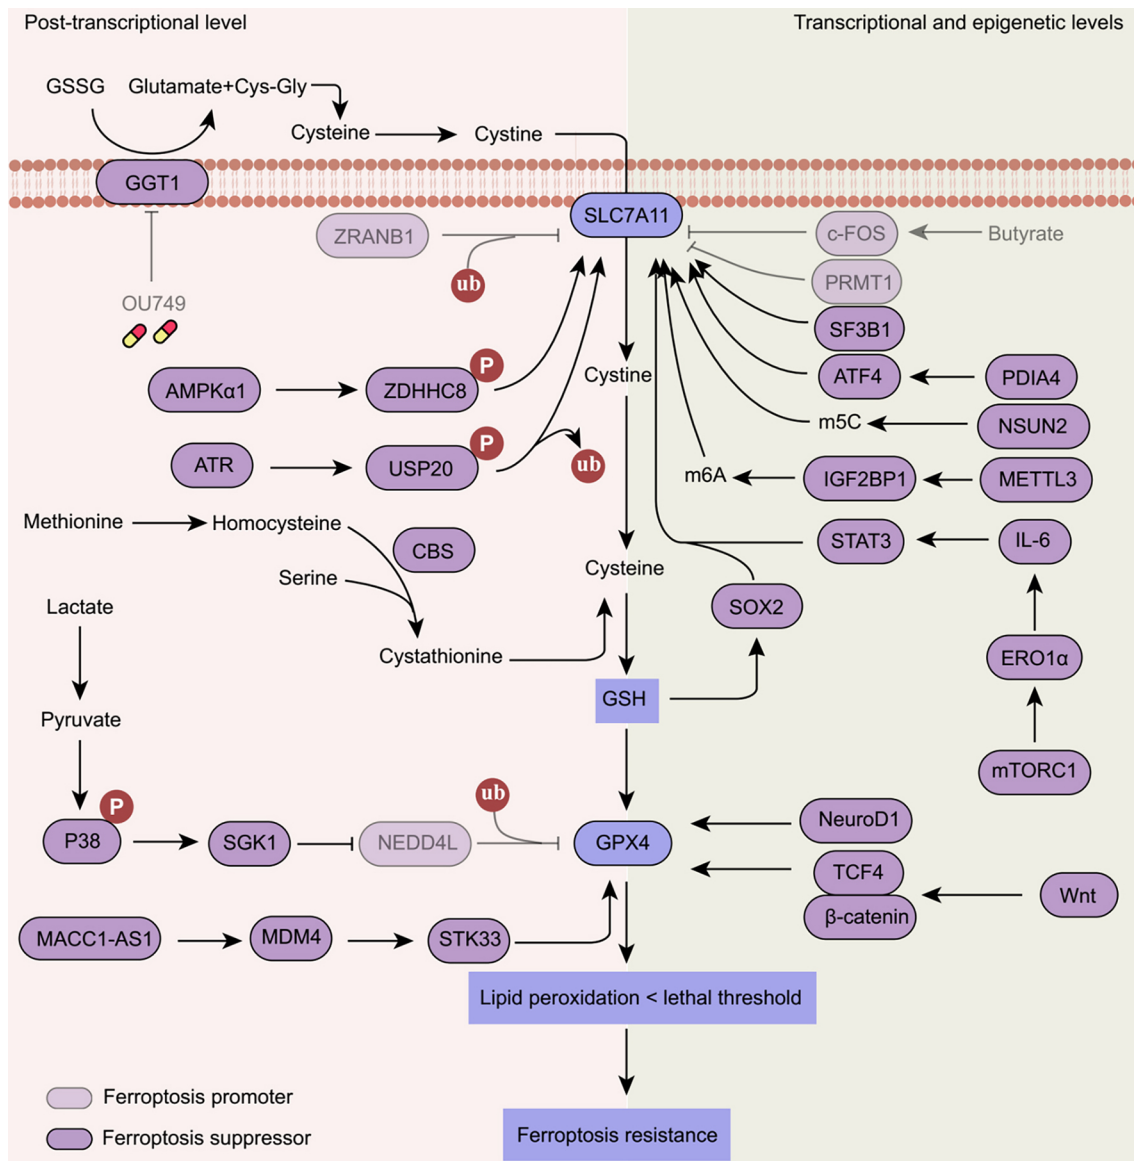 Post-transcriptional level
Transcriptional and epigenetic levels
GSSG
Glutamate+Cys-Gly
Cysteine
Cystine
GGT1
SLC7A11
ZRANB1
ub
c-FOS
Butyrate
PRMT1
OU749
SF3B1
P
AMPKα1
ZDHHC8
Cystine
ATF4
PDIA4
m5C
NSUN2
P
ATR
USP20
ub
m6A
IGF2BP1
METTL3
Methionine
Homocysteine
CBS
STAT3
IL-6
Serine
Cysteine
Lactate
SOX2
Cystathionine
ERO1α
GSH
Pyruvate
mTORC1
P
ub
NeuroD1
P38
SGK1
NEDD4L
GPX4
TCF4
β-catenin
Wnt
MACC1-AS1
MDM4
STK33
Lipid peroxidation < lethal threshold
Ferroptosis promoter
Ferroptosis suppressor
Ferroptosis resistance